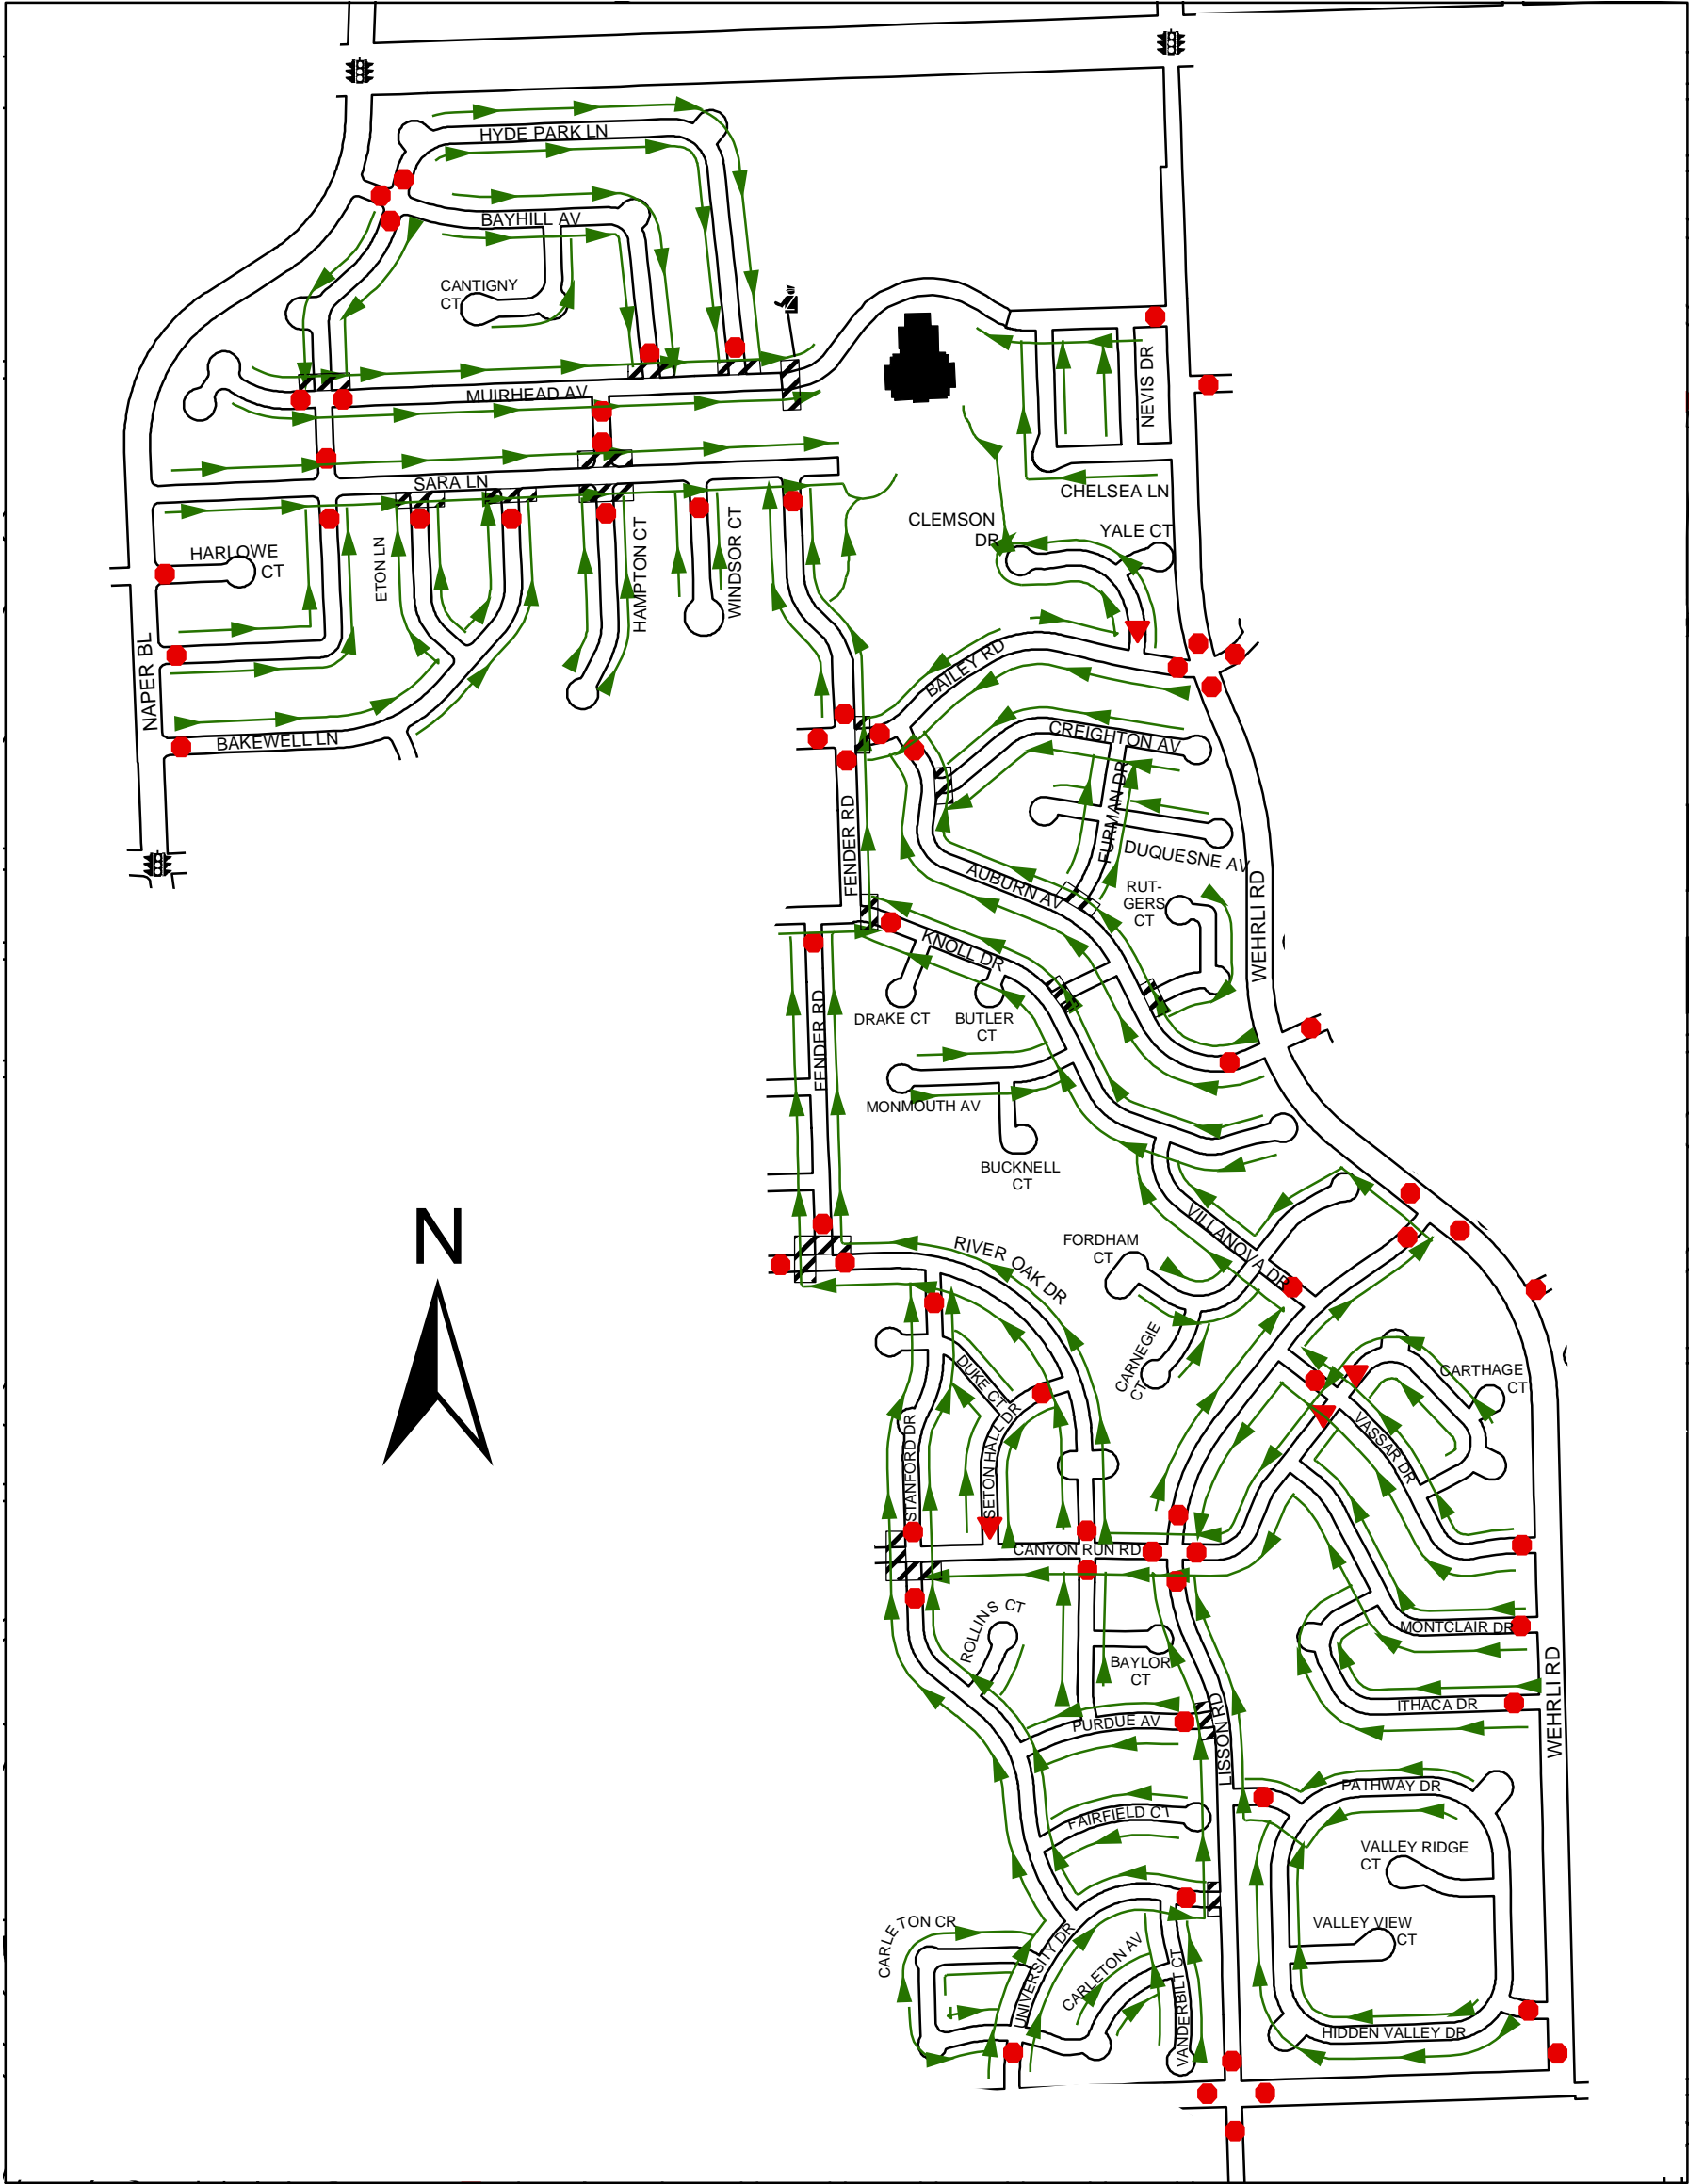 HYDE PARK LN
BAYHILL AV
CANTIGNY
CT
MUIRHEAD AV
NEVIS DR
SARA LN
CHELSEA LN
CLEMSON
DR
YALE CT
HARLOWE
CT
ETON LN
HAMPTON CT
WINDSOR CT
NAPER BL
BAKEWELL LN
BAILEY RD
CREIGHTON AV
FURMAN DR
DUQUESNE AV
FENDER RD
AUBURN AV
RUT-
GERS
CT
WEHRLI RD
KNOLL DR
DRAKE CT
BUTLER
CT
FENDER RD
MONMOUTH AV
BUCKNELL
CT
N
VILLANOVA DR
FORDHAM
CT
RIVER OAK DR
CARNEGIE
CT
CARTHAGE
CT
DUKE CT
STANFORD DR
SETON HALL DR
VASSAR DR
CANYON RUN RD
ROLLINS CT
BAYLOR
CT
MONTCLAIR DR
WEHRLI RD
ITHACA DR
PURDUE AV
LISSON RD
PATHWAY DR
FAIRFIELD CT
VALLEY RIDGE
CT
VALLEY VIEW
CT
CARLETON CR
UNIVERSITY DR
CARLETON AV
VANDERBILT CT
HIDDEN VALLEY DR